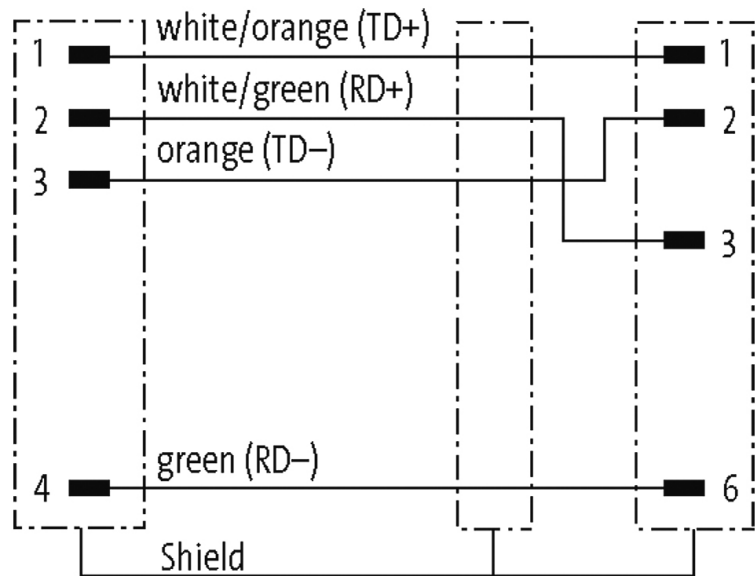 white/orange (TD+)
1 1
white/green (RD+)
2 2
orange (TD–)
3
3
green (RD–)
4 6
Shield